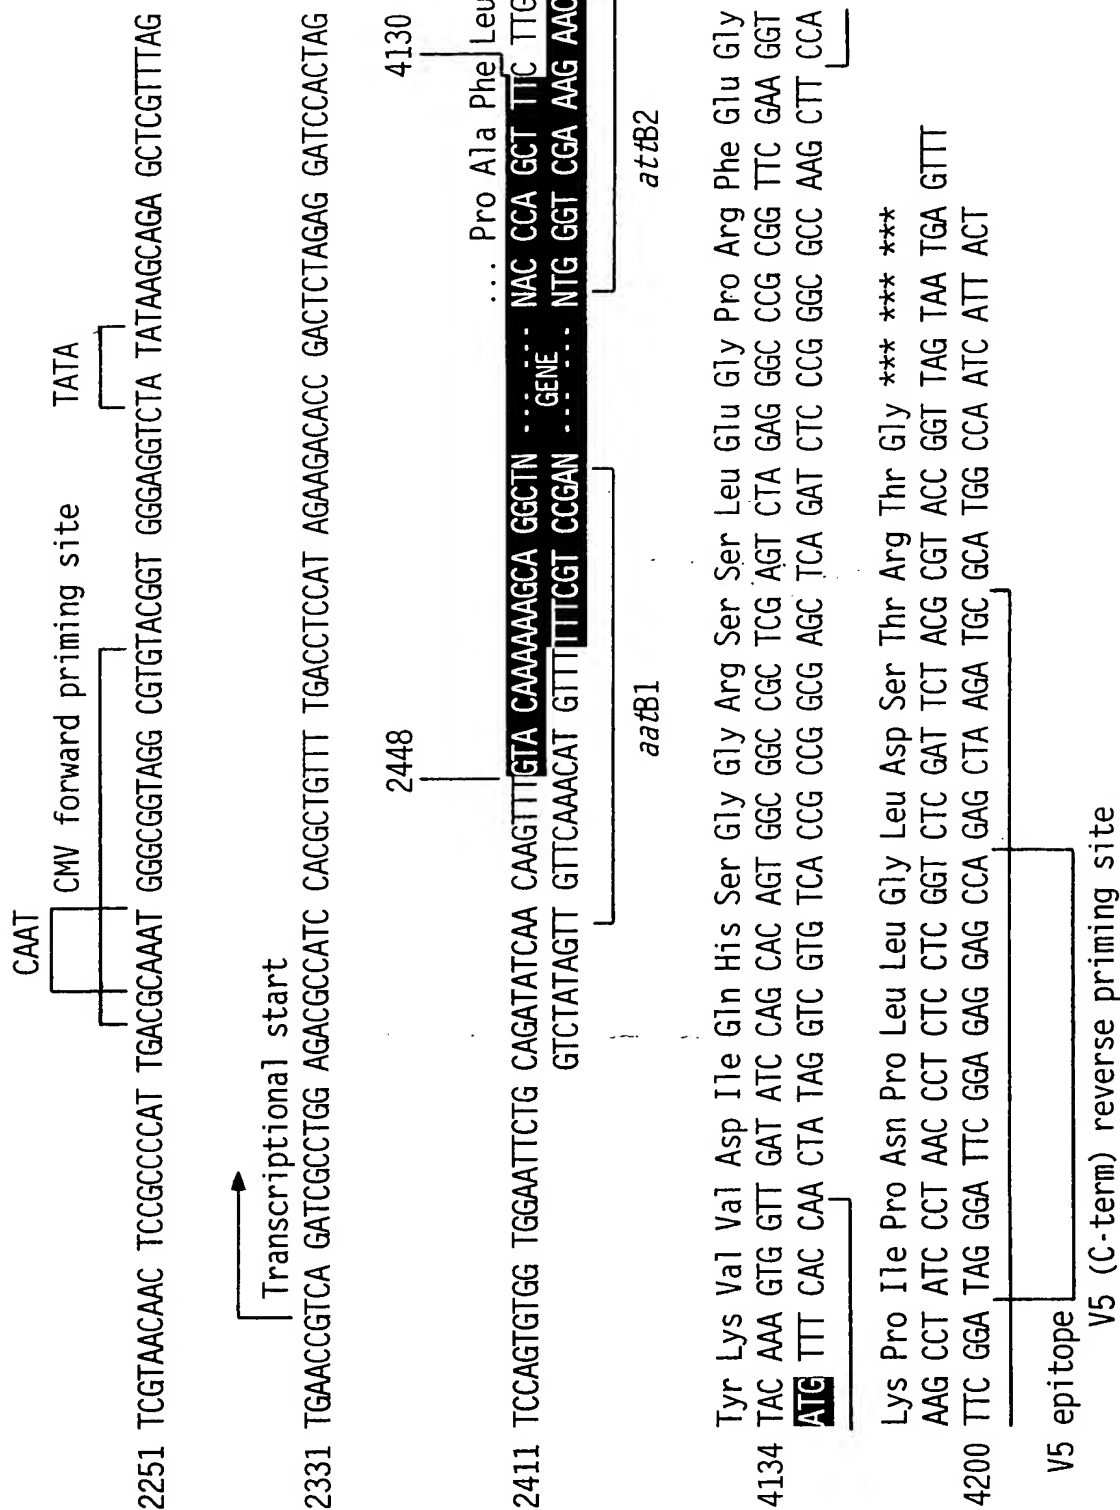 CAAT
CMV forward priming site
TATA
2251 TCGTAACAAC TCCGCCCCAT TGACGCAAAT GGGCGGTAGG CGTGTACGGT GGGAGGTCTA TATAAGCAGA GCTCGTTTAG
Transcriptional start
2331 TGAACCGTCA GATCGCCTGG AGACGCCATC CACGCTGTTT TGACCTCCAT AGAAGACACC GACTCTAGAG GATCCACTAG
2448
4130
... Pro Ala Phe Leu
2411 TCCAGTGTGG TGGAATTCTG CAGATATCAA CAAGTTTGTA CAAAAAAGCA GGCTN ... ... NAC CCA GCT TTC TTG
GENE
GTCTATAGTT GTTCAAACAT GTTTTTTCGT CCGAN ... ... NTG GGT CGA AAG AAC
aatB1
attB2
Tyr Lys Val Val Asp Ile Gln His Ser Gly Gly Arg Ser Ser Leu Glu Gly Pro Arg Phe Glu Gly
4134 TAC AAA GTG GTT GAT ATC CAG CAC AGT GGC GGC CGC TCG AGT CTA GAG GGC CCG CGG TTC GAA GGT
ATG TTT CAC CAA CTA TAG GTC GTG TCA CCG CCG GCG AGC TCA GAT CTC CCG GGC GCC AAG CTT CCA
Lys Pro Ile Pro Asn Pro Leu Leu Gly Leu Asp Ser Thr Arg Thr Gly *** *** ***
AAG CCT ATC CCT AAC CCT CTC CTC GGT CTC GAT TCT ACG CGT ACC GGT TAG TAA TGA GTTT
4200 TTC GGA TAG GGA TTC GGA GAG GAG CCA GAG CTA AGA TGC GCA TGG CCA ATC ATT ACT
V5 epitope
V5 (C-term) reverse priming site